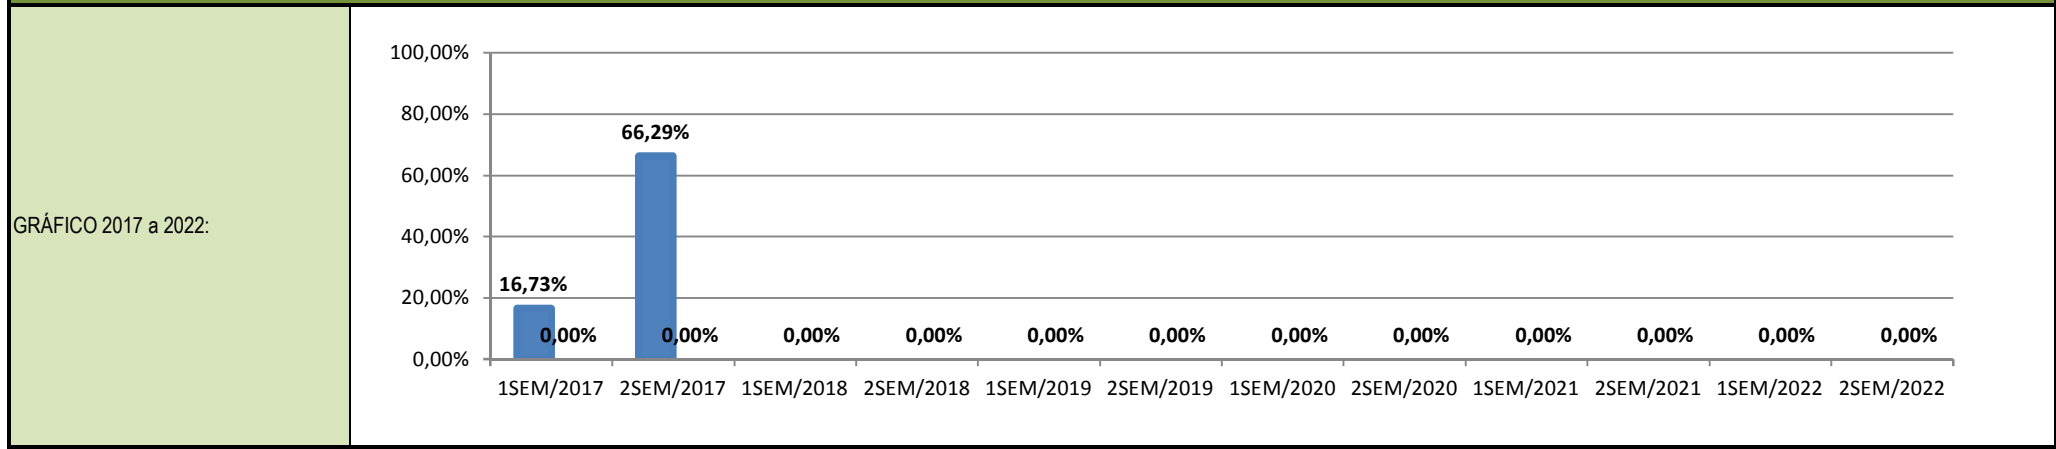 GRÁFICO 2017 a 2022:
100,00%
80,00%
60,00%
40,00%
20,00%
0,00%
66,29%
16,73%
0,00% 0,00% 0,00% 0,00% 0,00% 0,00% 0,00% 0,00% 0,00% 0,00% 0,00% 0,00%
1SEM/2017 2SEM/2017 1SEM/2018 2SEM/2018 1SEM/2019 2SEM/2019 1SEM/2020 2SEM/2020 1SEM/2021 2SEM/2021 1SEM/2022 2SEM/2022